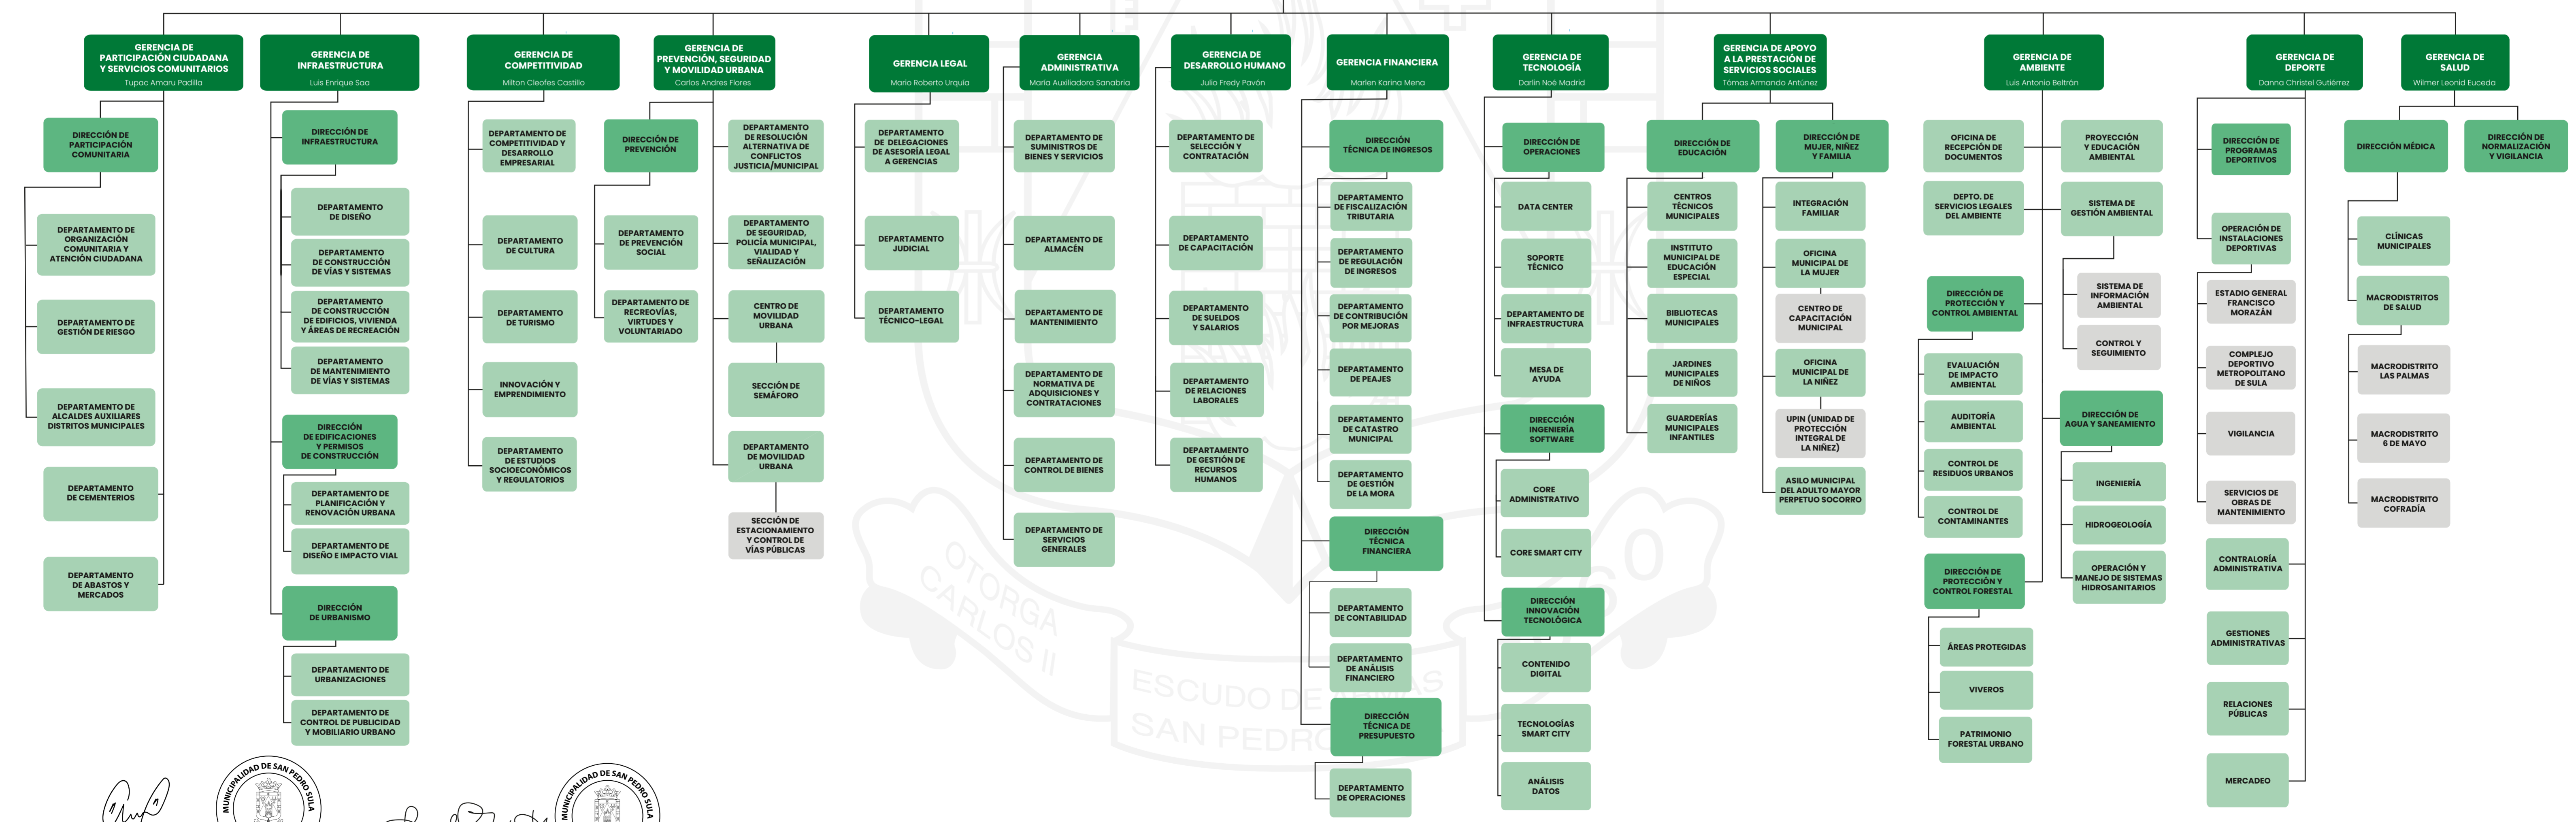 GERENCIA DE
PARTICIPACIÓN CIUDADANA
Y SERVICIOS COMUNITARIOS
Tupac Amaru Padilla
DIRECCIÓN DE
PARTICIPACIÓN
COMUNITARIA
DEPARTAMENTO DE
ORGANIZACIÓN
COMUNITARIA Y
ATENCIÓN CIUDADANA
DEPARTAMENTO DE
GESTIÓN DE RIESGO
DEPARTAMENTO DE
ALCALDES AUXILIARES
DISTRITOS MUNICIPALES
DEPARTAMENTO
DE CEMENTERIOS
DEPARTAMENTO
DE ABASTOS Y
MERCADOS
GERENCIA DE
INFRAESTRUCTURA
Luis Enrique Saa
DIRECCIÓN DE
INFRAESTRUCTURA
DEPARTAMENTO
DE DISEÑO
DEPARTAMENTO
DE CONSTRUCCIÓN
DE VÍAS Y SISTEMAS
DEPARTAMENTO
DE CONSTRUCCIÓN
DE EDIFICIOS, VIVIENDA
Y ÁREAS DE RECREACIÓN
DEPARTAMENTO
DE MANTENIMIENTO
DE VÍAS Y SISTEMAS
DIRECCIÓN
DE EDIFICACIONES
Y PERMISOS
DE CONSTRUCCIÓN
DEPARTAMENTO DE
PLANIFICACIÓN Y
RENOVACIÓN URBANA
DEPARTAMENTO DE
DISEÑO E IMPACTO VIAL
DIRECCIÓN
DE URBANISMO
DEPARTAMENTO DE
URBANIZACIONES
DEPARTAMENTO DE
CONTROL DE PUBLICIDAD
Y MOBILIARIO URBANO
GERENCIA DE
COMPETITIVIDAD
Milton Cleofes Castillo
DEPARTAMENTO DE
COMPETITIVIDAD Y
DESARROLLO
EMPRESARIAL
DEPARTAMENTO
DE CULTURA
DEPARTAMENTO
DE TURISMO
INNOVACIÓN Y
EMPRENDIMIENTO
DEPARTAMENTO
DE ESTUDIOS
SOCIOECONÓMICOS
Y REGULATORIOS
GERENCIA DE
PREVENCIÓN, SEGURIDAD
Y MOVILIDAD URBANA
Carlos Andres Flores
DIRECCIÓN DE
PREVENCIÓN
DEPARTAMENTO
DE PREVENCIÓN
SOCIAL
DEPARTAMENTO DE
RECREOVÍAS,
VIRTUDES Y
VOLUNTARIADO
DEPARTAMENTO
DE RESOLUCIÓN
ALTERNATIVA DE
CONFLICTOS
JUSTICIA/MUNICIPAL
DEPARTAMENTO
DE SEGURIDAD,
POLICÍA MUNICIPAL,
VIALIDAD Y
SEÑALIZACIÓN
CENTRO DE
MOVILIDAD
URBANA
SECCIÓN DE
SEMÁFORO
DEPARTAMENTO
DE MOVILIDAD
URBANA
SECCIÓN DE
ESTACIONAMIENTO
Y CONTROL DE
VÍAS PÚBLICAS
GERENCIA LEGAL
Mario Roberto Urquia
DEPARTAMENTO
DE DELEGACIONES
DE ASESORÍA LEGAL
A GERENCIAS
DEPARTAMENTO
JUDICIAL
DEPARTAMENTO
TÉCNICO-LEGAL
GERENCIA
ADMINISTRATIVA
Maria Auxiliadora Sanabria
DEPARTAMENTO DE
SUMINISTROS DE
BIENES Y SERVICIOS
DEPARTAMENTO DE
ALMACÉN
DEPARTAMENTO DE
MANTENIMIENTO
DEPARTAMENTO DE
NORMATIVA DE
ADQUISICIONES Y
CONTRATACIONES
DEPARTAMENTO DE
CONTROL DE BIENES
DEPARTAMENTO DE
SERVICIOS
GENERALES
GERENCIA DE
DESARROLLO HUMANO
Julio Fredy Pavón
DEPARTAMENTO DE
SELECCIÓN Y
CONTRATACIÓN
DEPARTAMENTO
DE CAPACITACIÓN
DEPARTAMENTO
DE SUELDOS
Y SALARIOS
DEPARTAMENTO
DE RELACIONES
LABORALES
DEPARTAMENTO
DE GESTIÓN DE
RECURSOS
HUMANOS
GERENCIA FINANCIERA
Marlen Karina Mena
DIRECCIÓN
TÉCNICA DE INGRESOS
DEPARTAMENTO
DE FISCALIZACIÓN
TRIBUTARIA
DEPARTAMENTO
DE REGULACIÓN
DE INGRESOS
DEPARTAMENTO
DE CONTRIBUCIÓN
POR MEJORAS
DEPARTAMENTO
DE PEAJES
DEPARTAMENTO
DE CATASTRO
MUNICIPAL
DEPARTAMENTO
DE GESTIÓN
DE LA MORA
DIRECCIÓN
TÉCNICA
FINANCIERA
DEPARTAMENTO
DE CONTABILIDAD
DEPARTAMENTO
DE ANÁLISIS
FINANCIERO
DIRECCIÓN
TÉCNICA DE
PRESUPUESTO
DEPARTAMENTO
DE OPERACIONES
GERENCIA DE
TECNOLOGÍA
Darlin Noé Madrid
DIRECCIÓN DE
OPERACIONES
DATA CENTER
SOPORTE
TÉCNICO
DEPARTAMENTO DE
INFRAESTRUCTURA
MESA DE
AYUDA
DIRECCIÓN
INGENIERÍA
SOFTWARE
CORE
ADMINISTRATIVO
CORE SMART CITY
DIRECCIÓN
INNOVACIÓN
TECNOLÓGICA
CONTENIDO
DIGITAL
TECNOLOGÍAS
SMART CITY
ANÁLISIS
DATOS
GERENCIA DE APOYO
A LA PRESTACIÓN DE
SERVICIOS SOCIALES
Tómas Armando Antúnez
DIRECCIÓN DE
EDUCACIÓN
CENTROS
TÉCNICOS
MUNICIPALES
INSTITUTO
MUNICIPAL DE
EDUCACIÓN
ESPECIAL
BIBLIOTECAS
MUNICIPALES
JARDINES
MUNICIPALES
DE NIÑOS
GUARDERÍAS
MUNICIPALES
INFANTILES
DIRECCIÓN DE
MUJER, NIÑEZ
Y FAMILIA
INTEGRACIÓN
FAMILIAR
OFICINA
MUNICIPAL DE
LA MUJER
CENTRO DE
CAPACITACIÓN
MUNICIPAL
OFICINA
MUNICIPAL DE
LA NIÑEZ
UPIN (UNIDAD DE
PROTECCIÓN
INTEGRAL DE
LA NIÑEZ)
ASILO MUNICIPAL
DEL ADULTO MAYOR
PERPETUO SOCORRO
GERENCIA DE
AMBIENTE
Luis Antonio Beltrán
OFICINA DE
RECEPCIÓN DE
DOCUMENTOS
DEPTO. DE
SERVICIOS LEGALES
DEL AMBIENTE
DIRECCIÓN DE
PROTECCIÓN Y
CONTROL AMBIENTAL
EVALUACIÓN
DE IMPACTO
AMBIENTAL
AUDITORÍA
AMBIENTAL
CONTROL DE
RESIDUOS URBANOS
CONTROL DE
CONTAMINANTES
DIRECCIÓN DE
PROTECCIÓN Y
CONTROL FORESTAL
ÁREAS PROTEGIDAS
VIVEROS
PATRIMONIO
FORESTAL URBANO
PROYECCIÓN
Y EDUCACIÓN
AMBIENTAL
SISTEMA DE
GESTIÓN AMBIENTAL
SISTEMA DE
INFORMACIÓN
AMBIENTAL
CONTROL Y
SEGUIMIENTO
DIRECCIÓN DE
AGUA Y SANEAMIENTO
INGENIERÍA
HIDROGEOLOGÍA
OPERACIÓN Y
MANEJO DE SISTEMAS
HIDROSANITARIOS
GERENCIA DE
DEPORTE
Danna Christel Gutiérrez
DIRECCIÓN DE
PROGRAMAS
DEPORTIVOS
OPERACIÓN DE
INSTALACIONES
DEPORTIVAS
ESTADIO GENERAL
FRANCISCO
MORAZÁN
COMPLEJO
DEPORTIVO
METROPOLITANO
DE SULA
VIGILANCIA
SERVICIOS DE
OBRAS DE
MANTENIMIENTO
CONTRALORÍA
ADMINISTRATIVA
GESTIONES
ADMINISTRATIVAS
RELACIONES
PÚBLICAS
MERCADEO
GERENCIA DE
SALUD
Wilmer Leonid Euceda
DIRECCIÓN MÉDICA
CLÍNICAS
MUNICIPALES
MACRODISTRITOS
DE SALUD
MACRODISTRITO
LAS PALMAS
MACRODISTRITO
6 DE MAYO
MACRODISTRITO
COFRADÍA
DIRECCIÓN DE
NORMALIZACIÓN
Y VIGILANCIA
OTORGA
CARLOS II
ESCUDO DE ARMAS
SAN PEDRO
MUNICIPALIDAD DE SAN PEDRO SULA
MUNICIPALIDAD DE SAN PEDRO SULA